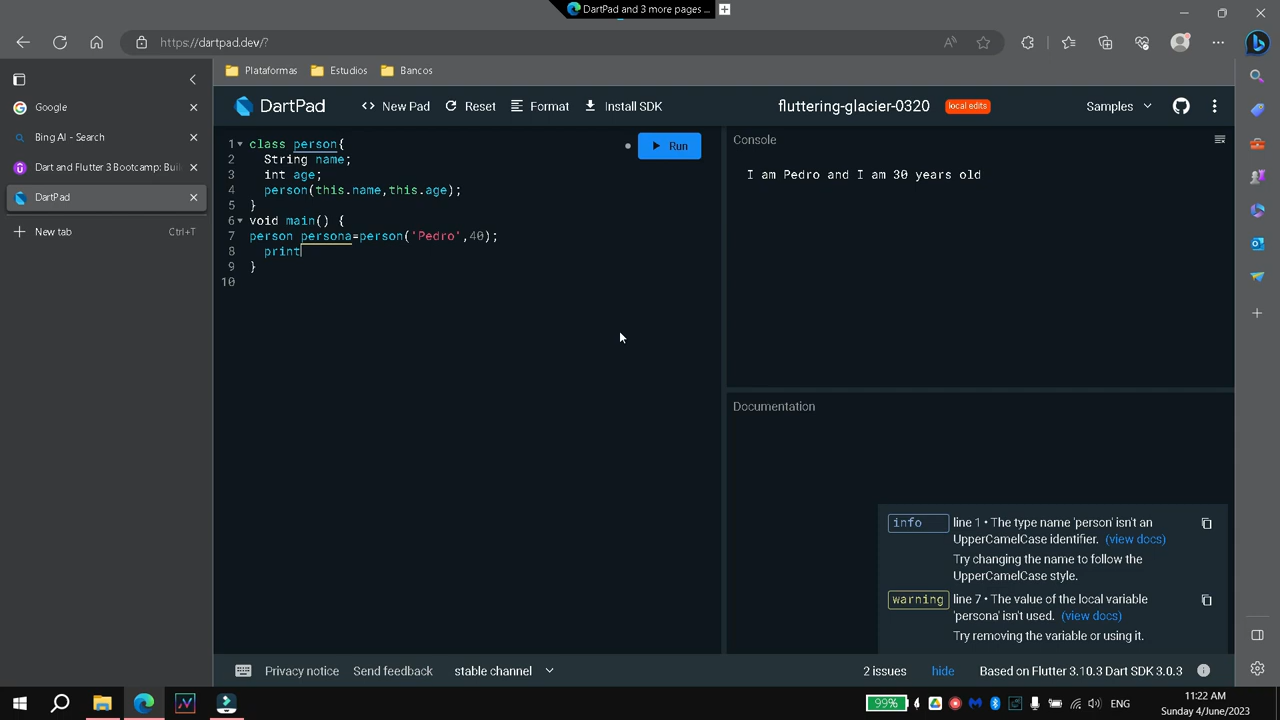 DartPad and 3 more pages ...
https://dartpad.dev/?
Plataformas Estudios Bancos
Google
Bing AI - Search
Dart and Flutter 3 Bootcamp: Buil
DartPad
New tab Ctrl+T
DartPad <> New Pad Reset Format Install SDK fluttering-glacier-0320 local edits Samples
Run
1 class person{
2 String name;
3 int age;
4 person(this.name,this.age);
5 }
6 void main() {
7 person persona=person('Pedro',40);
8 print
9 }
10
Console
I am Pedro and I am 30 years old
Documentation
info line 1 • The type name 'person' isn't an
UpperCamelCase identifier. (view docs)
Try changing the name to follow the
UpperCamelCase style.
warning line 7 • The value of the local variable
'persona' isn't used. (view docs)
Try removing the variable or using it.
Privacy notice Send feedback stable channel 2 issues hide Based on Flutter 3.10.3 Dart SDK 3.0.3
99% ENG
11:22 AM
Sunday 4/June/2023